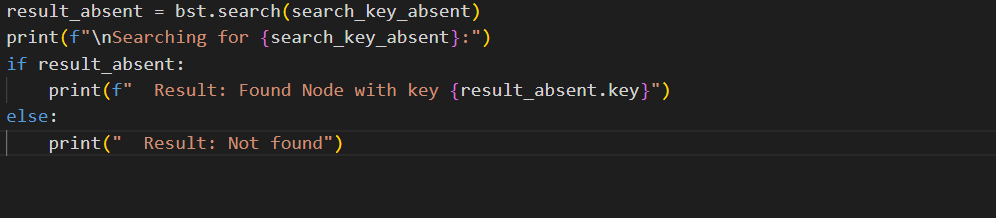 result_absent = bst.search(search_key_absent)
print(f"\nSearching for {search_key_absent}:")
if result_absent:
    print(f"  Result: Found Node with key {result_absent.key}")
else:
    print("  Result: Not found")